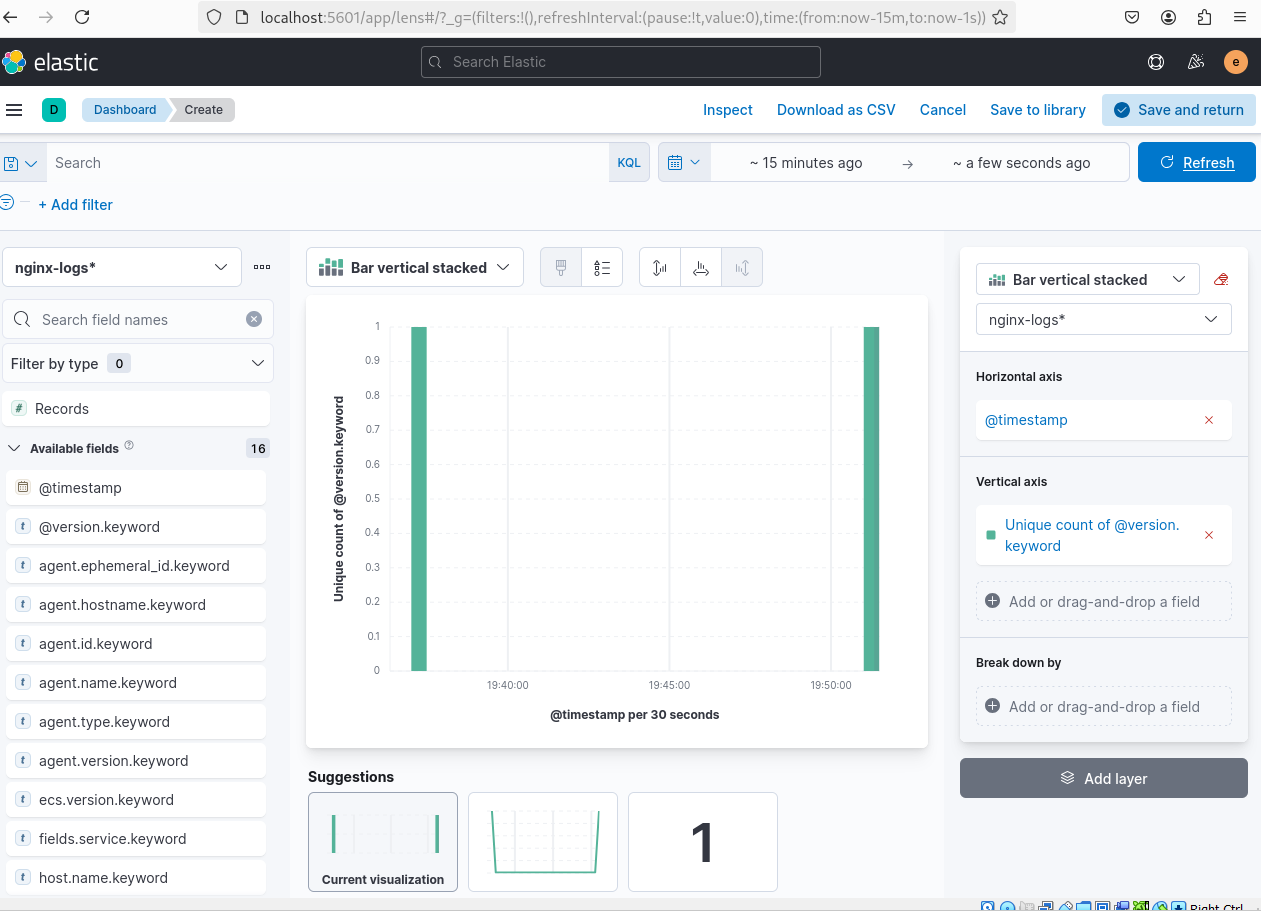 localhost:5601/app/lens#/?_g=(filters:!(),refreshInterval:(pause:!t,value:0),time:(from:now-15m,to:now-1s))
elastic
Search Elastic
e
D
Dashboard
Create
Inspect
Download as CSV
Cancel
Save to library
Save and return
Search
KQL
~ 15 minutes ago
→
~ a few seconds ago
Refresh
+ Add filter
nginx-logs*
Search field names
Filter by type 0
# Records
Available fields 16
@timestamp
t @version.keyword
t agent.ephemeral_id.keyword
t agent.hostname.keyword
t agent.id.keyword
t agent.name.keyword
t agent.type.keyword
t agent.version.keyword
t ecs.version.keyword
t fields.service.keyword
t host.name.keyword
Bar vertical stacked
Unique count of @version.keyword
1
0.9
0.8
0.7
0.6
0.5
0.4
0.3
0.2
0.1
0
19:40:00
19:45:00
19:50:00
@timestamp per 30 seconds
Suggestions
Current visualization
1
Bar vertical stacked
nginx-logs*
Horizontal axis
@timestamp
Vertical axis
Unique count of @version.
keyword
Add or drag-and-drop a field
Break down by
Add or drag-and-drop a field
Add layer
Right Ctrl